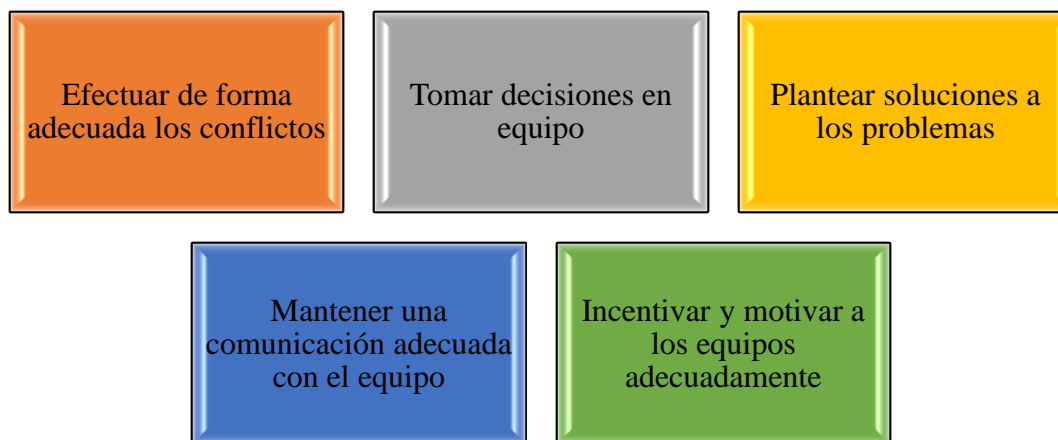 Efectuar de forma
adecuada los conflictos
Tomar decisiones en
equipo
Plantear soluciones a
los problemas
Mantener una
comunicación adecuada
con el equipo
Incentivar y motivar a
los equipos
adecuadamente